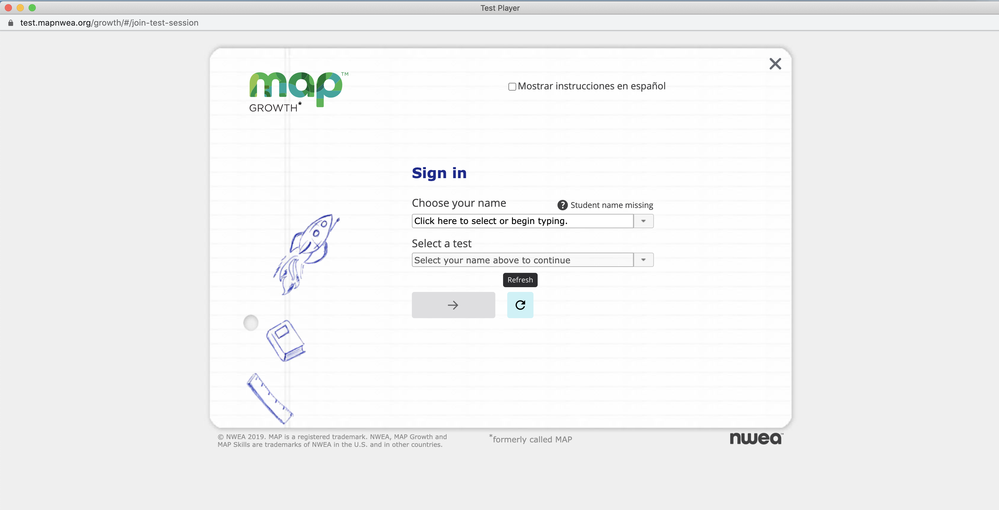 Test Player
test.mapnwea.org/growth/#/join-test-session
map™
GROWTH*
Mostrar instrucciones en español
Sign in
Choose your name
? Student name missing
Click here to select or begin typing.
Select a test
Select your name above to continue
Refresh
© NWEA 2019. MAP is a registered trademark. NWEA, MAP Growth and
MAP Skills are trademarks of NWEA in the U.S. and in other countries.
*formerly called MAP
nwea™